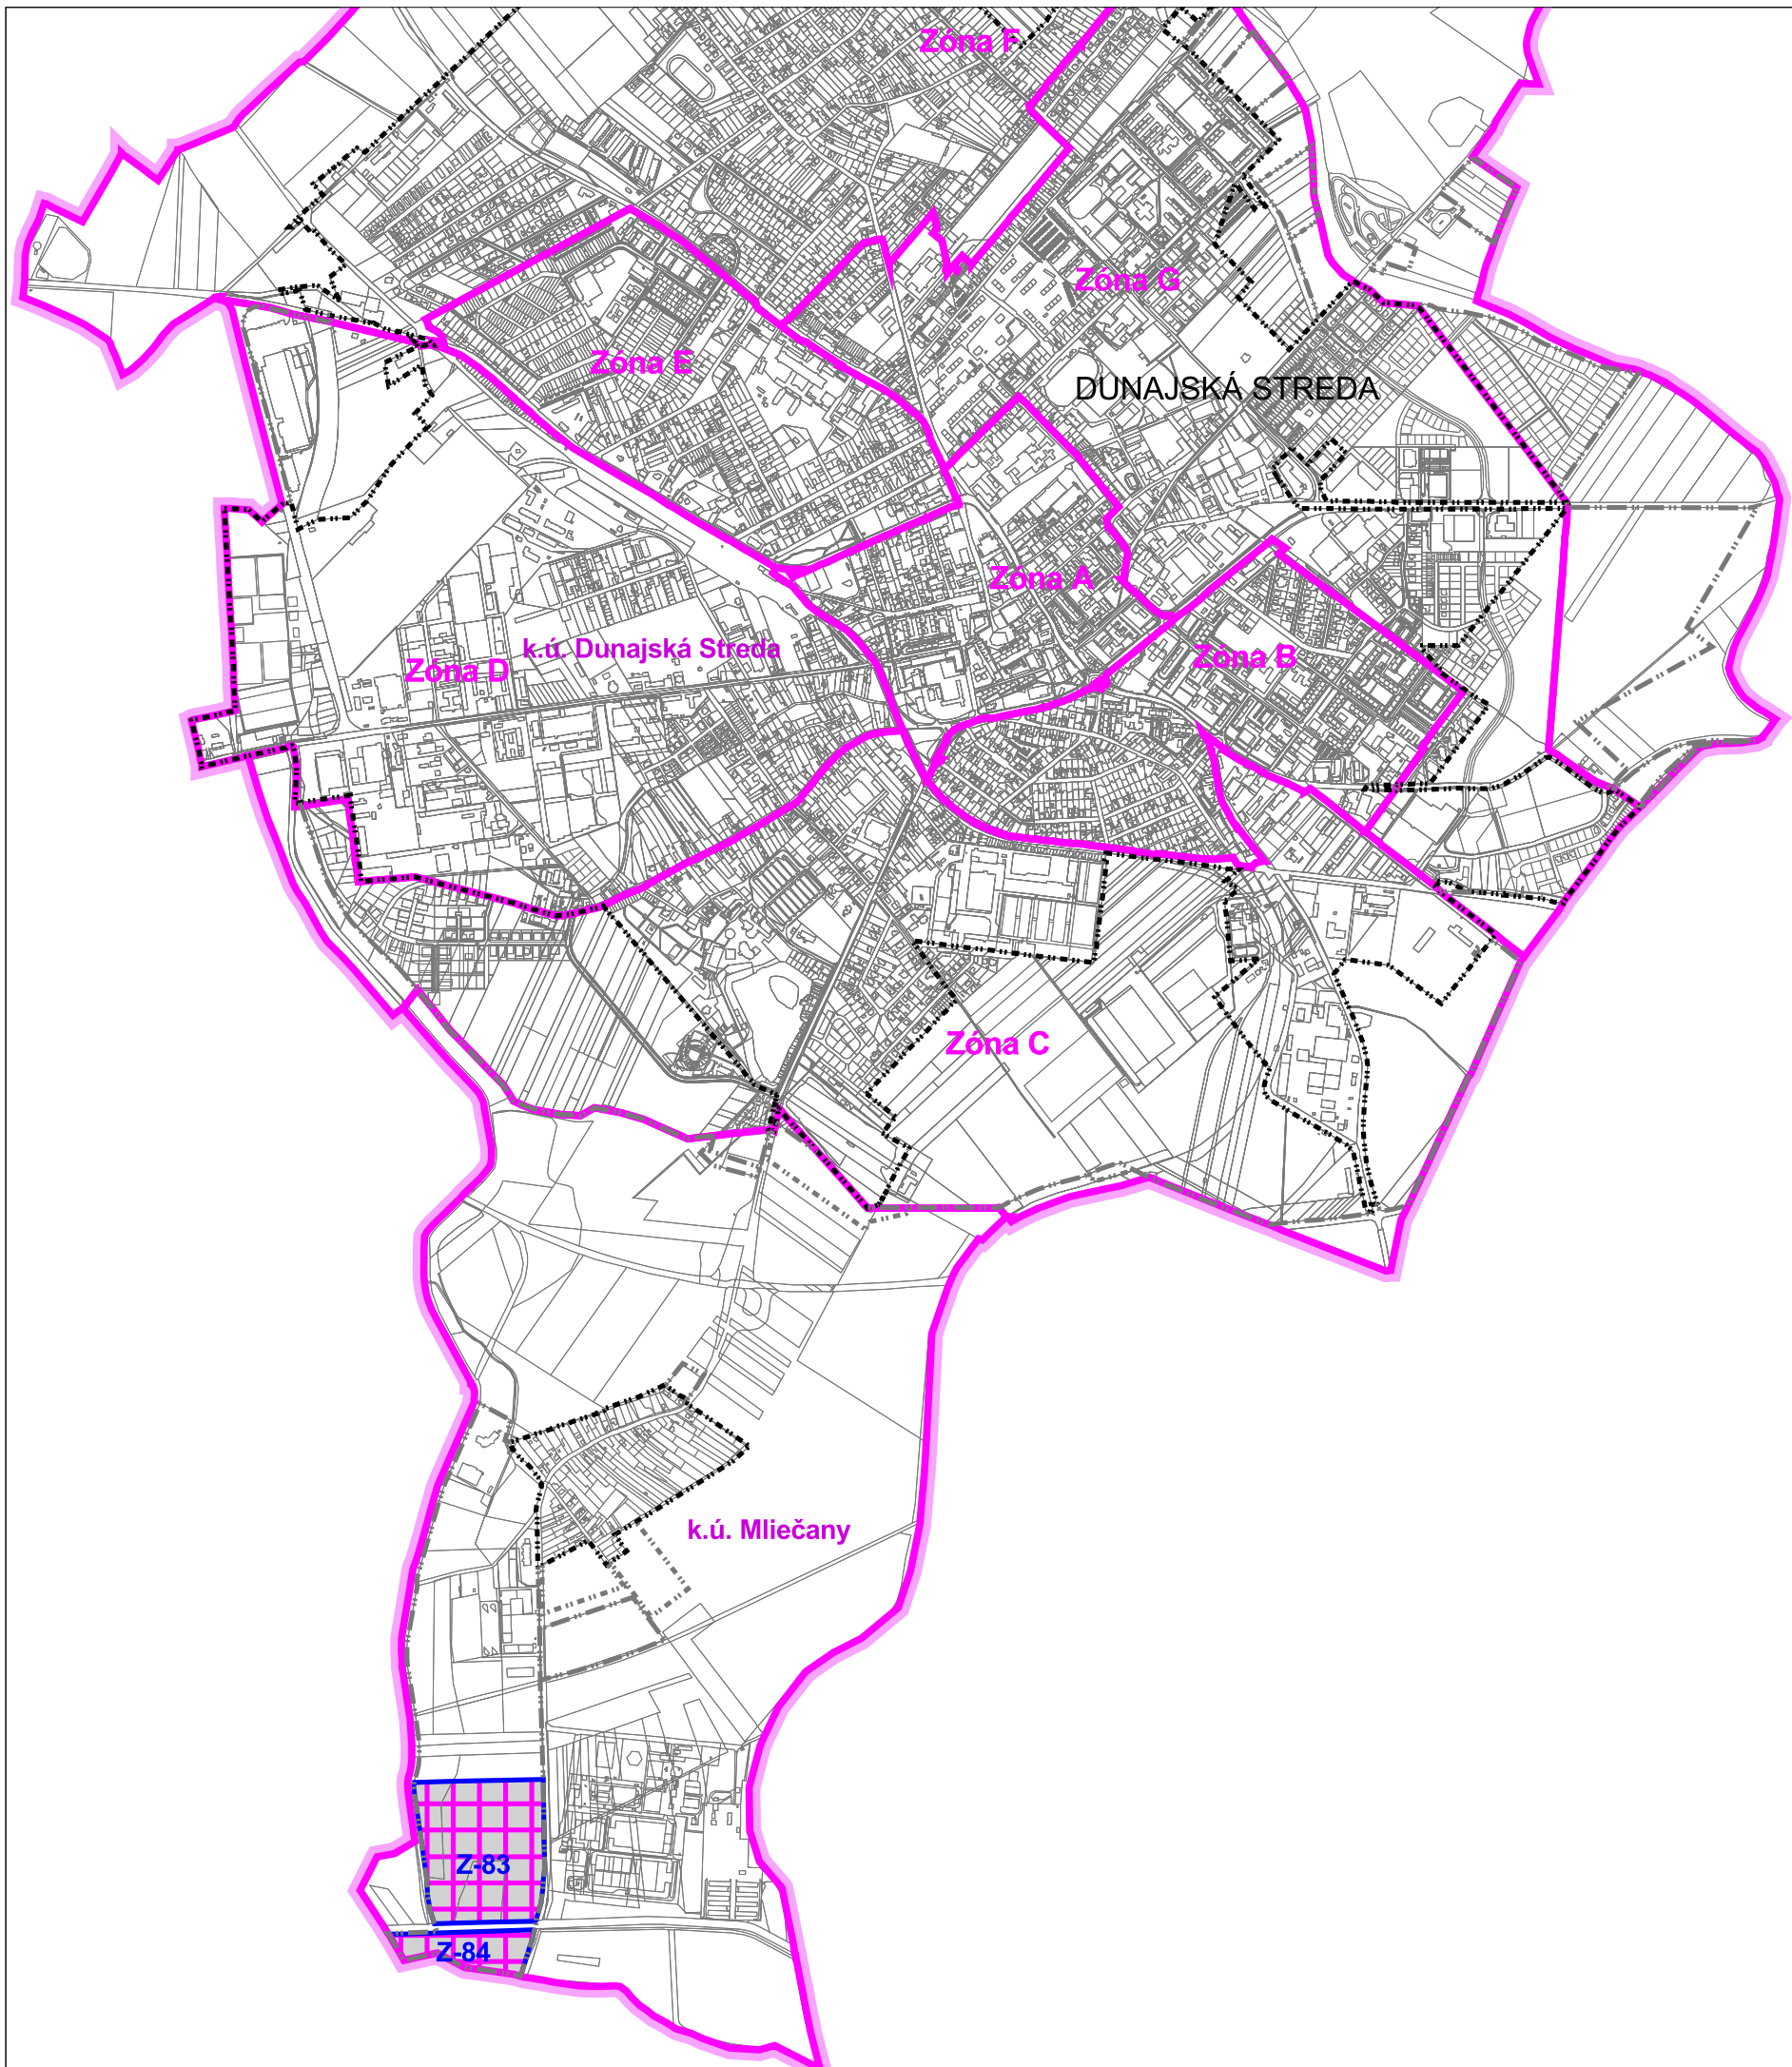 Zóna F
Zóna G
Zóna E
DUNAJSKÁ STREDA
Zóna A
k.ú. Dunajská Streda
Zóna B
Zóna D
Zóna C
k.ú. Mliečany
Z-83
Z-84